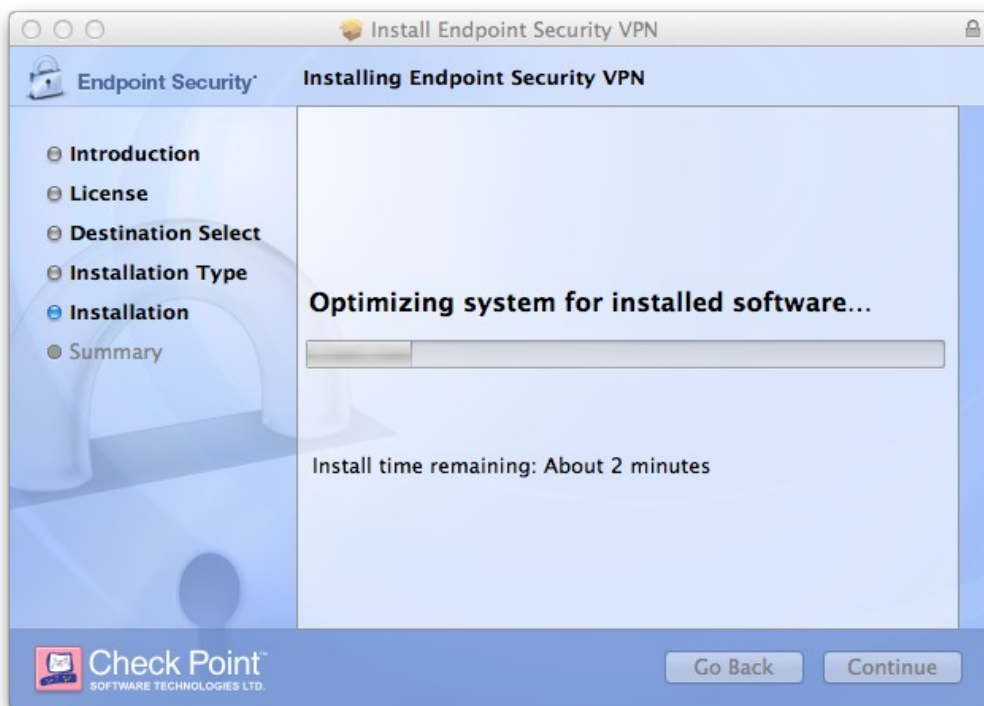 Install Endpoint Security VPN
Endpoint Security
Installing Endpoint Security VPN
Introduction
License
Destination Select
Installation Type
Installation
Summary
Optimizing system for installed software...
Install time remaining: About 2 minutes
Check Point™
SOFTWARE TECHNOLOGIES LTD.
Go Back
Continue